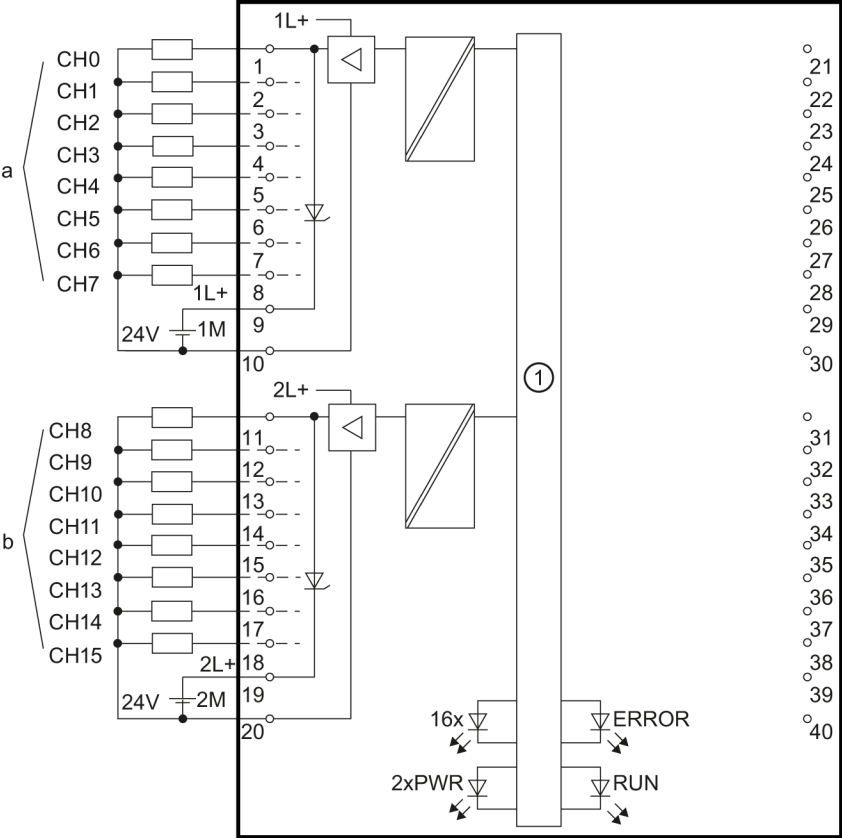 1L+
CH0 1 21
CH1 2 22
CH2 3 23
CH3 4 24
a
CH4 5 25
CH5 6 26
CH6 7 27
CH7 1L+ 8 28
24V 1M 9 29
10 30
1
2L+
CH8 11 31
CH9 12 32
CH10 13 33
CH11 14 34
b
CH12 15 35
CH13 16 36
CH14 17 37
CH15 2L+ 18 38
24V 2M 19 39
16x ERROR
20 40
2xPWR RUN